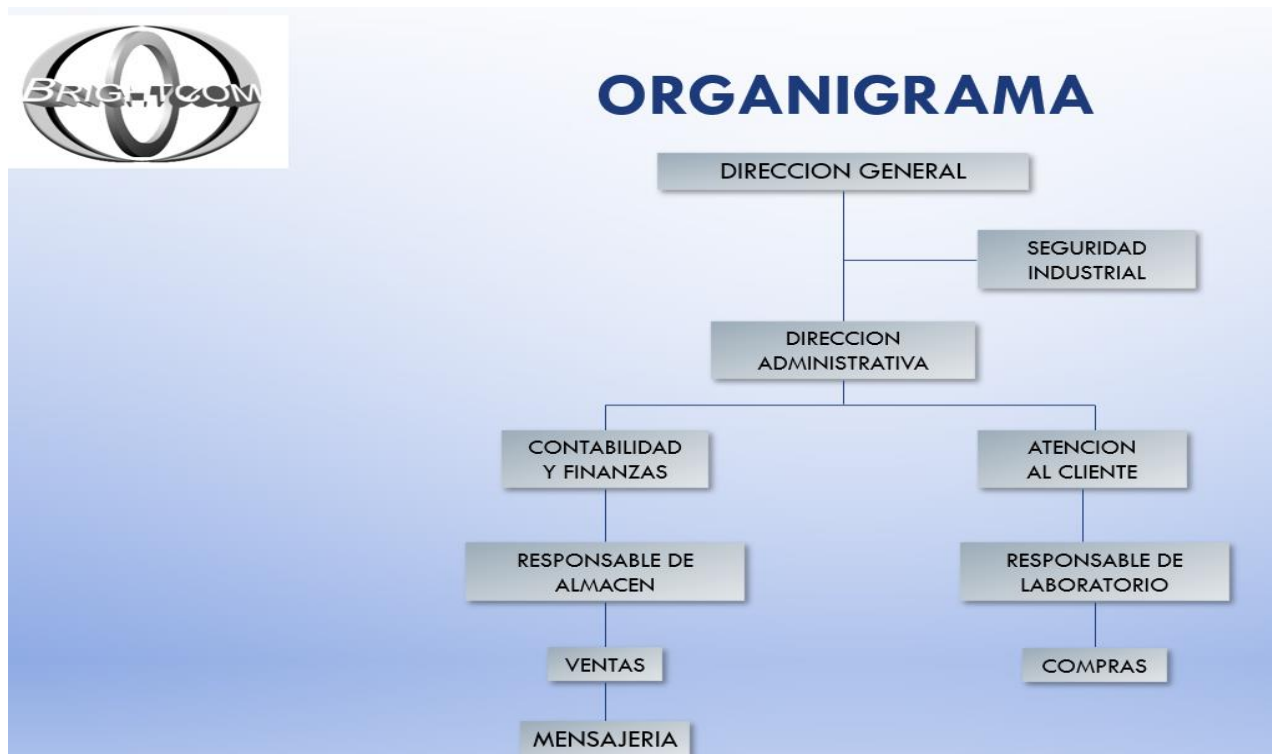 BRIGHTCOM
ORGANIGRAMA
DIRECCION GENERAL
SEGURIDAD
INDUSTRIAL
DIRECCION
ADMINISTRATIVA
CONTABILIDAD
Y FINANZAS
ATENCION
AL CLIENTE
RESPONSABLE DE
ALMACEN
RESPONSABLE DE
LABORATORIO
VENTAS
COMPRAS
MENSAJERIA